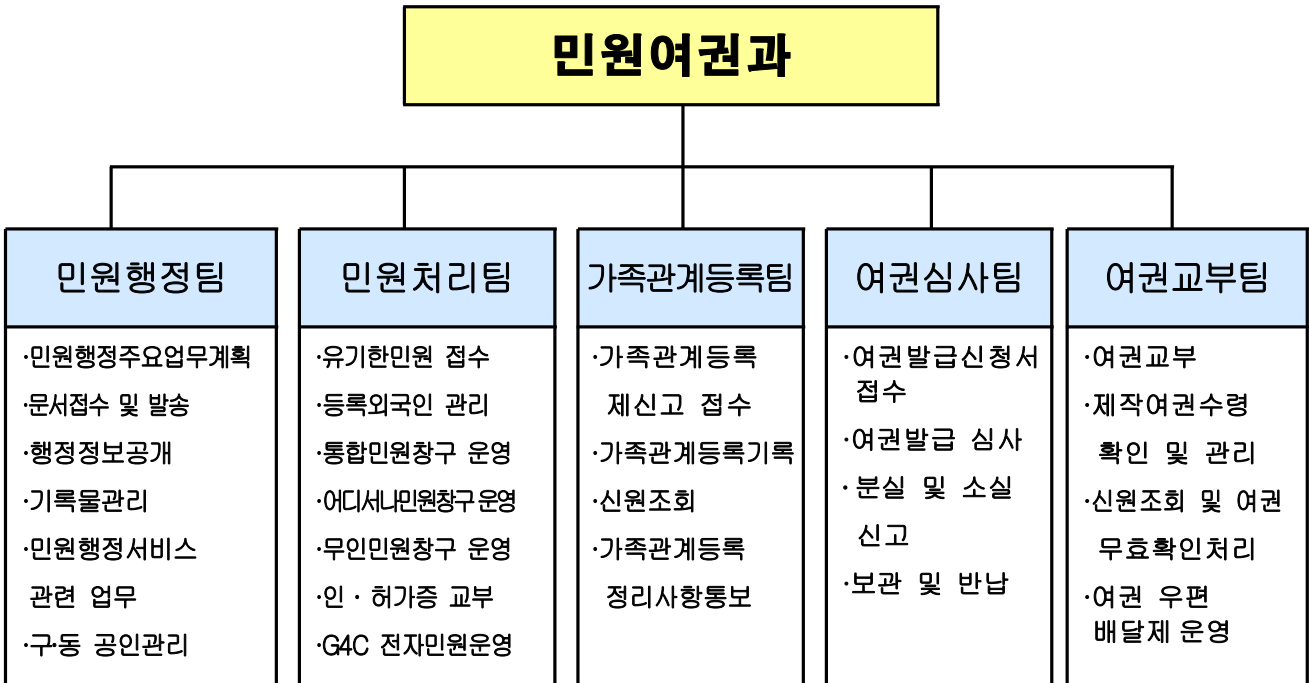 민원여권과
민원행정팀
·민원행정주요업무계획
·문서접수 및 발송
·행정정보공개
·기록물관리
·민원행정서비스
관련 업무
·구·동 공인관리
민원처리팀
·유기한민원 접수
·등록외국인 관리
·통합민원창구 운영
·어디서나민원창구 운영
·무인민원창구 운영
·인 · 허가증 교부
·G4C 전자민원운영
가족관계등록팀
·가족관계등록
제신고 접수
·가족관계등록기록
·신원조회
·가족관계등록
정리사항통보
여권심사팀
·여권발급신청서
접수
·여권발급 심사
· 분실 및 소실
신고
·보관 및 반납
여권교부팀
·여권교부
·제작여권수령
확인 및 관리
·신원조회 및 여권
무효확인처리
·여권 우편
배달제 운영